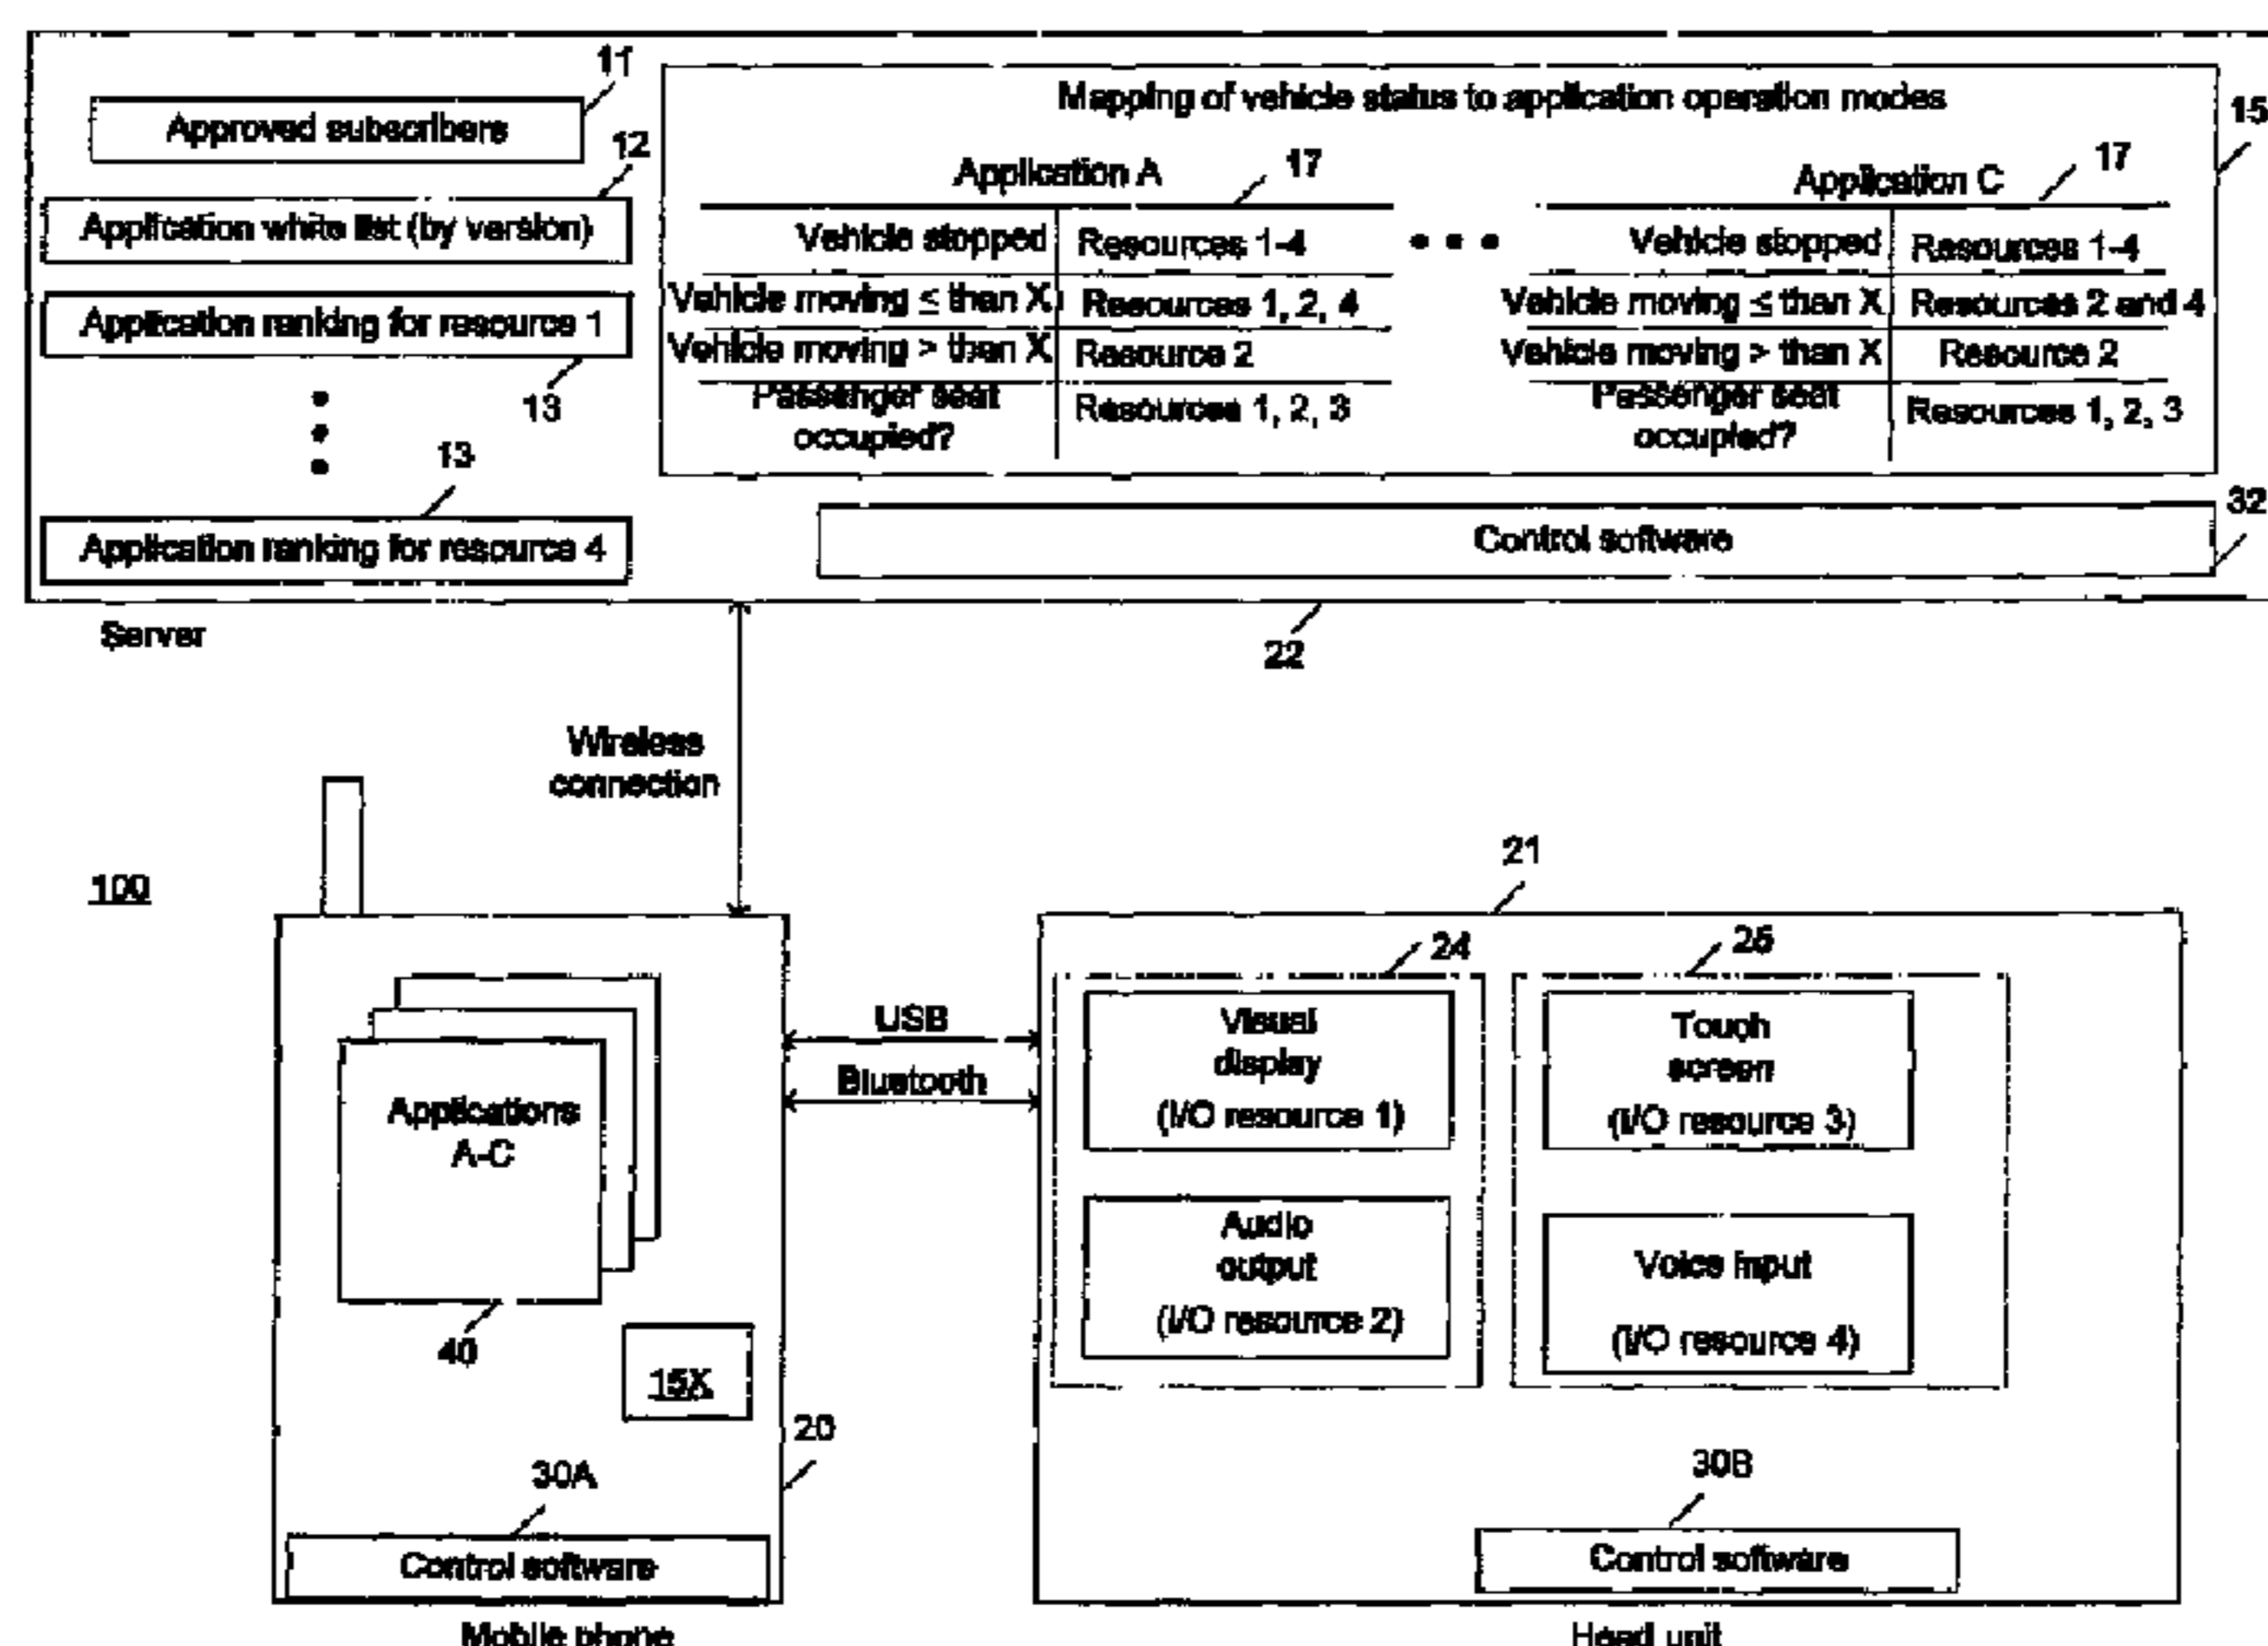 11
Approved subscribers
12
Application white list (by version)
Application ranking for resource 1
13
13
Application ranking for resource 4
Mapping of vehicle status to application operation modes
15
Application A
17
Vehicle stopped
Resources 1-4
Vehicle moving ≤ than X
Resources 1, 2, 4
Vehicle moving > than X
Resource 2
Passenger seat
occupied?
Resources 1, 2, 3
Application C
17
Vehicle stopped
Resources 1-4
Vehicle moving ≤ than X
Resources 2 and 4
Vehicle moving > than X
Resource 2
Passenger seat
occupied?
Resources 1, 2, 3
Control software
32
Server
22
Wireless
connection
100
Applications
A-C
40
15X
20
30A
Control software
Mobile phone
USB
Bluetooth
21
24
Visual
display
(I/O resource 1)
Audio
output
(I/O resource 2)
25
Touch
screen
(I/O resource 3)
Voice input
(I/O resource 4)
30B
Control software
Head unit